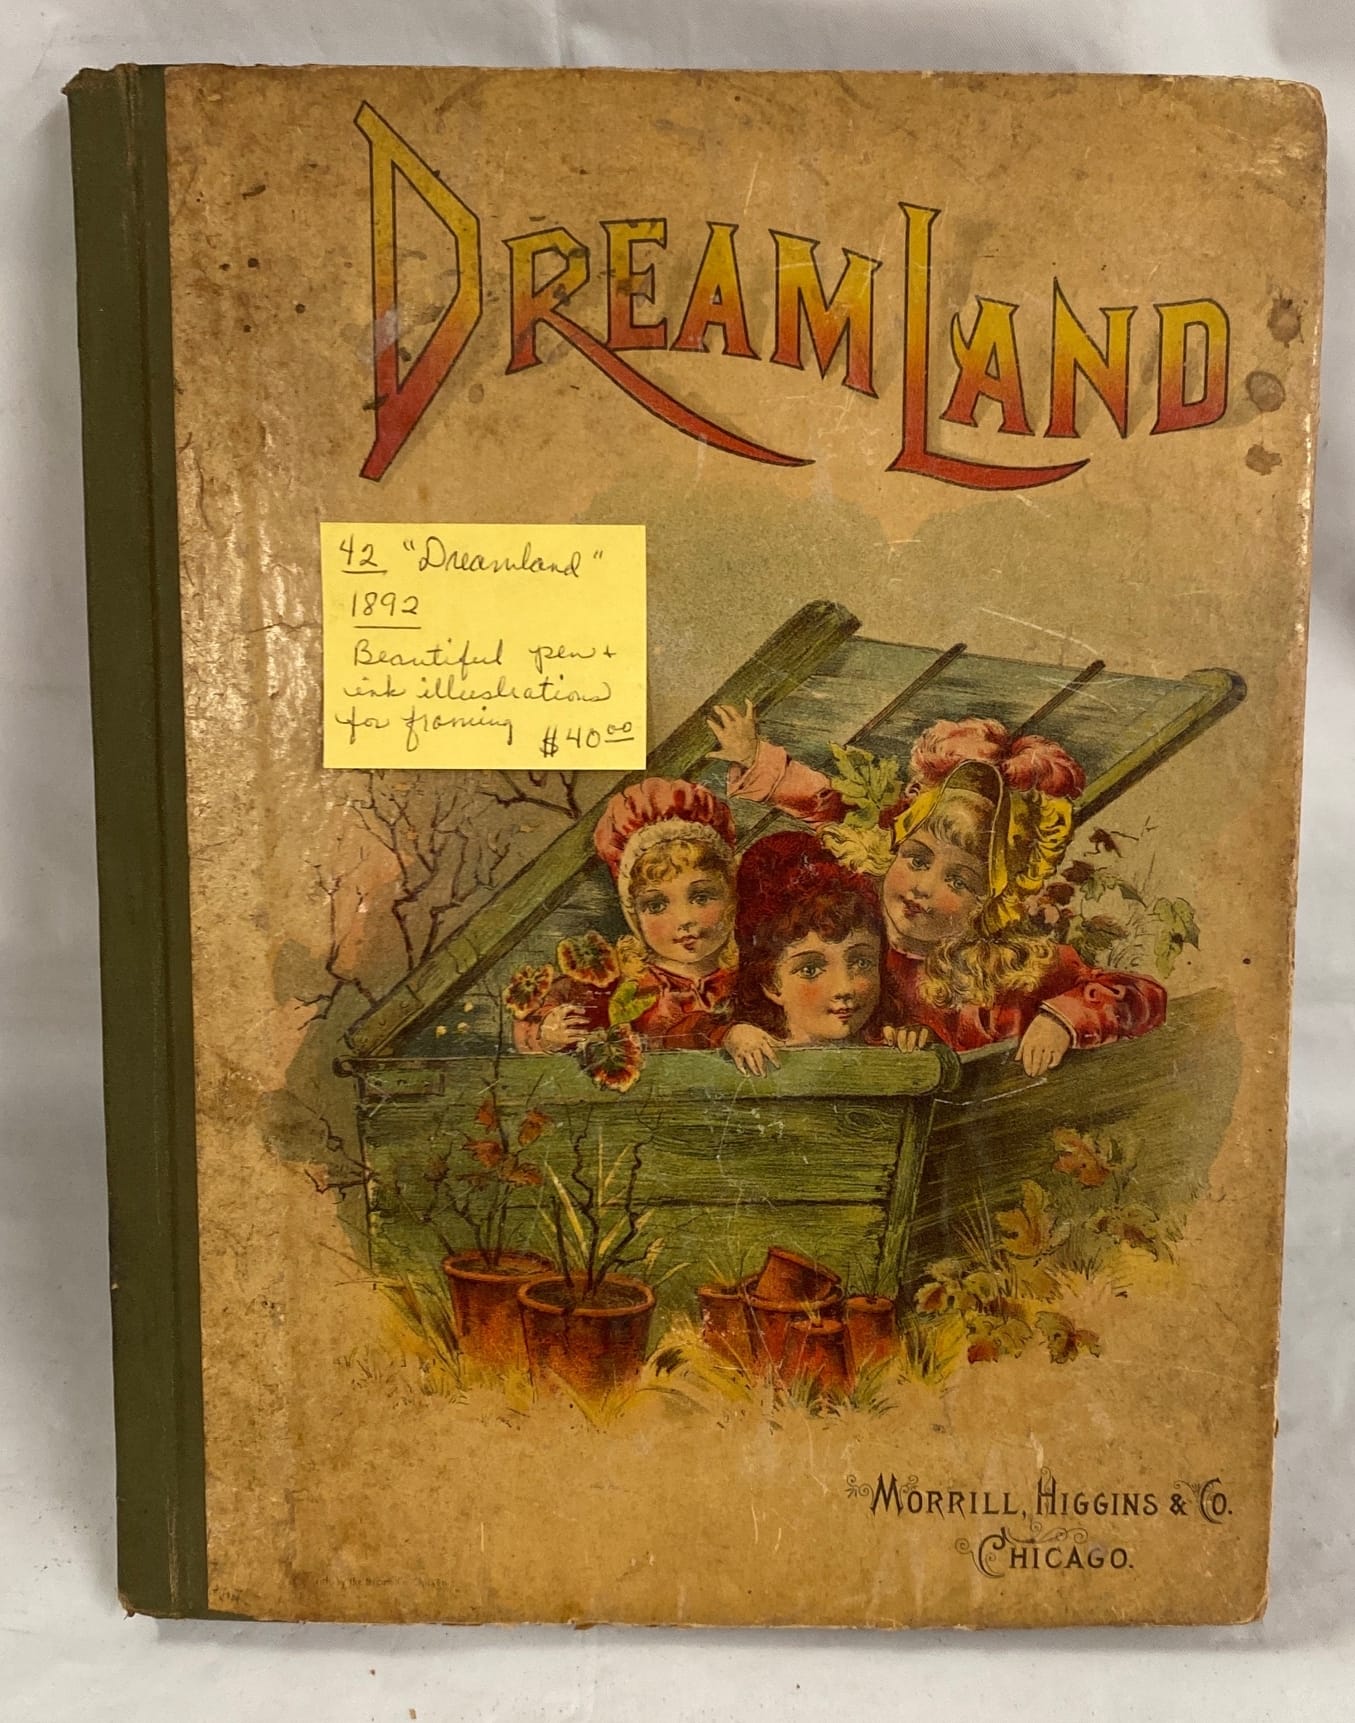 DREAMLAND
42 "Dreamland"
1892
Beautiful pen +
ink illustrations
for framing $40.00
MORRILL, HIGGINS & CO.
CHICAGO.